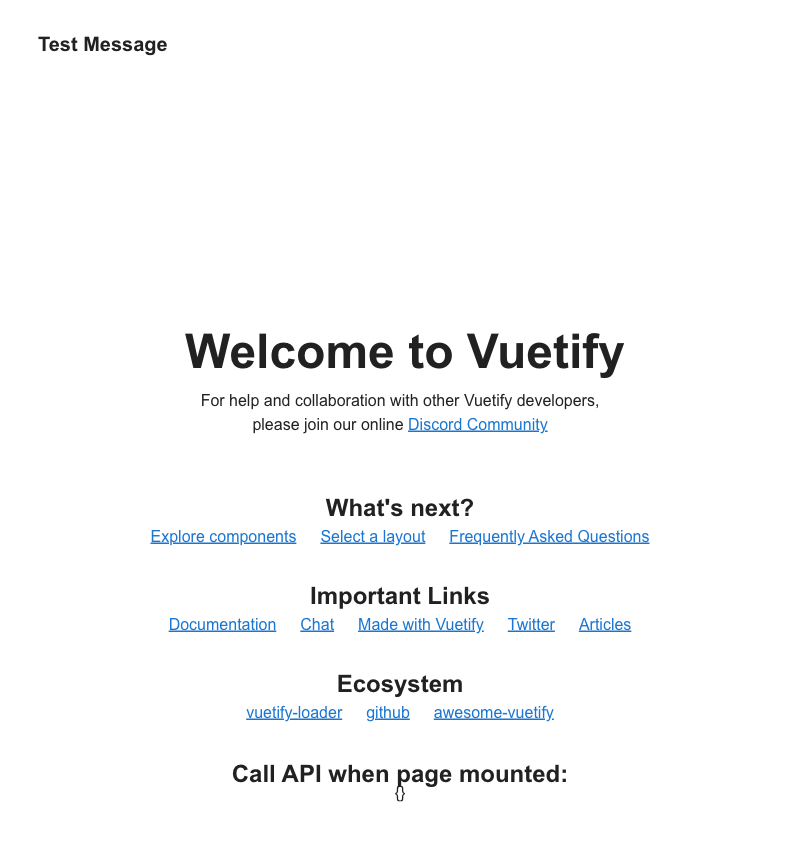 Test Message
Welcome to Vuetify
For help and collaboration with other Vuetify developers,
please join our online Discord Community
What's next?
Explore components Select a layout Frequently Asked Questions
Important Links
Documentation Chat Made with Vuetify Twitter Articles
Ecosystem
vuetify-loader github awesome-vuetify
Call API when page mounted:
{}